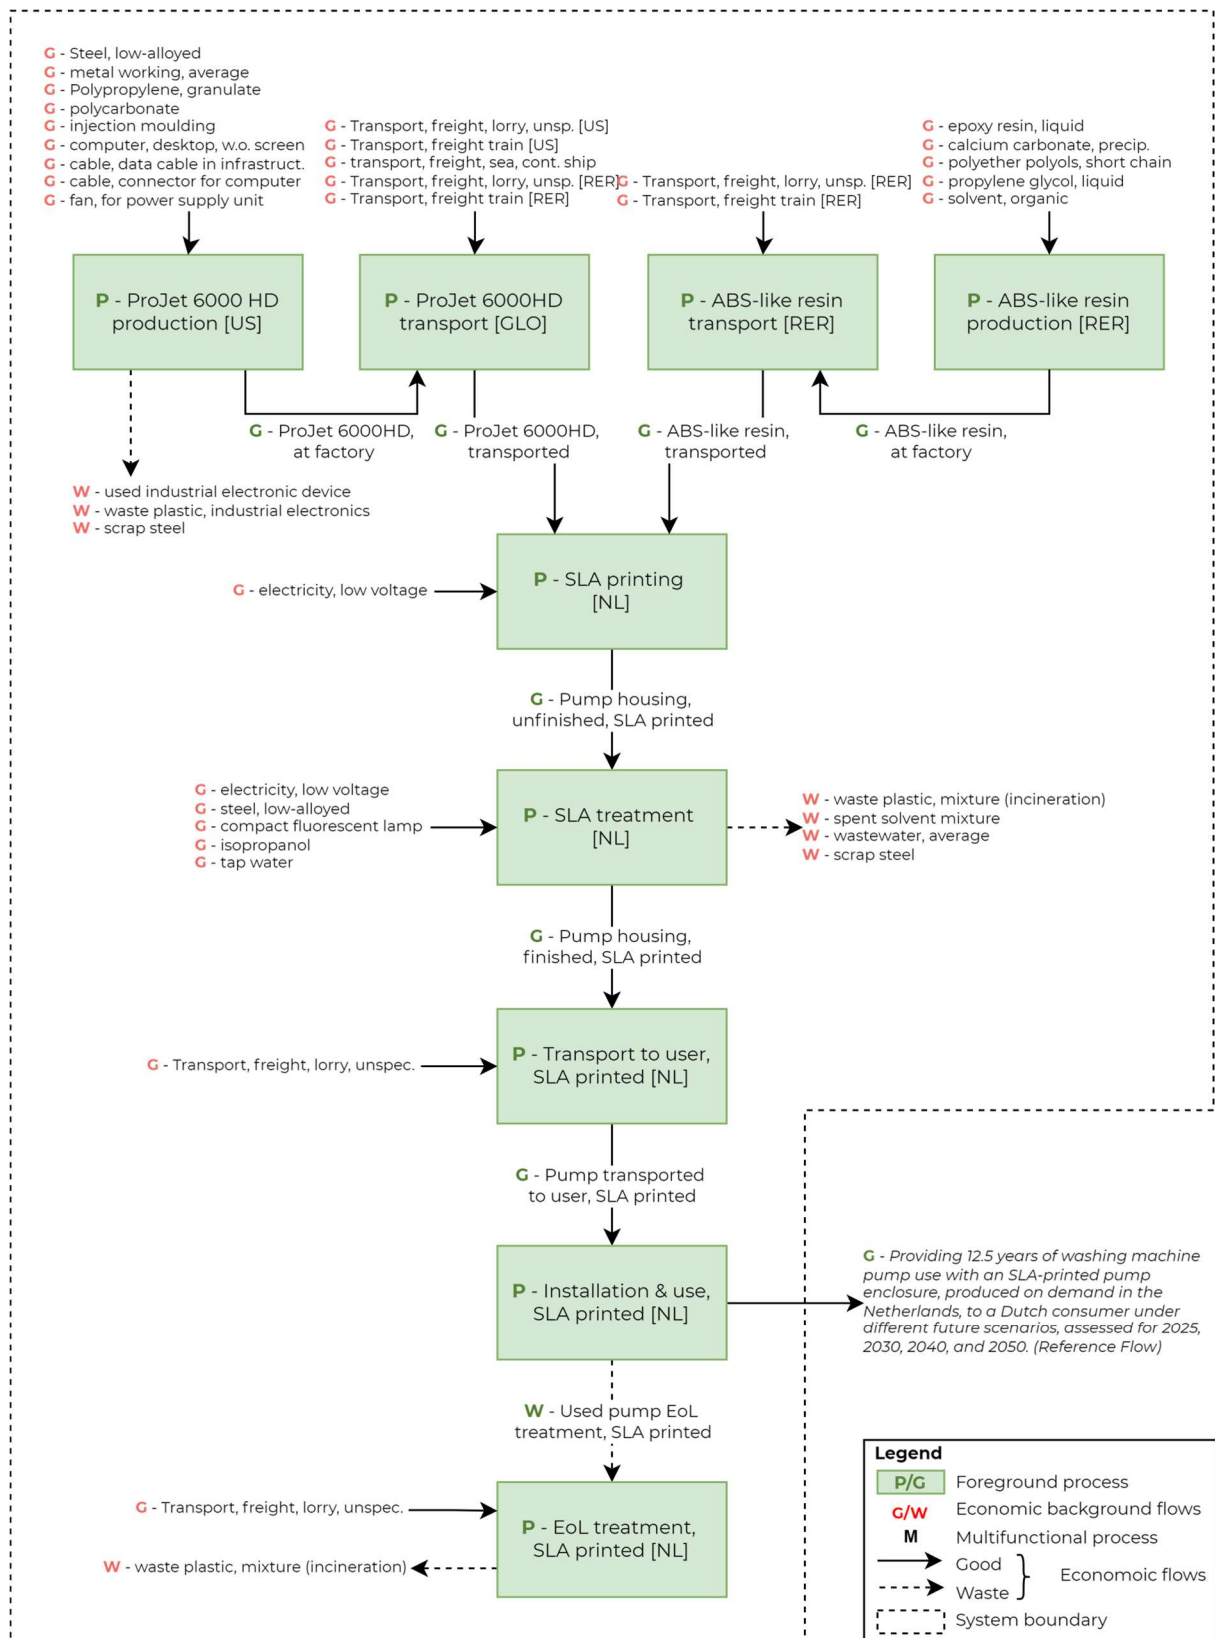 G - Steel, low-alloyed
G - metal working, average
G - Polypropylene, granulate
G - polycarbonate
G - injection moulding
G - computer, desktop, w.o. screen
G - cable, data cable in infrastruct.
G - cable, connector for computer
G - fan, for power supply unit
G - Transport, freight, lorry, unsp. [US]
G - Transport, freight train [US]
G - transport, freight, sea, cont. ship
G - Transport, freight, lorry, unsp. [RER]
G - Transport, freight train [RER]
G - Transport, freight, lorry, unsp. [RER]
G - Transport, freight train [RER]
G - epoxy resin, liquid
G - calcium carbonate, precip.
G - polyether polyols, short chain
G - propylene glycol, liquid
G - solvent, organic
P - ProJet 6000 HD
production [US]
P - ProJet 6000HD
transport [GLO]
P - ABS-like resin
transport [RER]
P - ABS-like resin
production [RER]
G - ProJet 6000HD,
at factory
G - ProJet 6000HD,
transported
G - ABS-like resin,
transported
G - ABS-like resin,
at factory
W - used industrial electronic device
W - waste plastic, industrial electronics
W - scrap steel
P - SLA printing
[NL]
G - electricity, low voltage
G - Pump housing,
unfinished, SLA printed
G - electricity, low voltage
G - steel, low-alloyed
G - compact fluorescent lamp
G - isopropanol
G - tap water
P - SLA treatment
[NL]
W - waste plastic, mixture (incineration)
W - spent solvent mixture
W - wastewater, average
W - scrap steel
G - Pump housing,
finished, SLA printed
G - Transport, freight, lorry, unspec.
P - Transport to user,
SLA printed [NL]
G - Pump transported
to user, SLA printed
P - Installation & use,
SLA printed [NL]
G - Providing 12.5 years of washing machine
pump use with an SLA-printed pump
enclosure, produced on demand in the
Netherlands, to a Dutch consumer under
different future scenarios, assessed for 2025,
2030, 2040, and 2050. (Reference Flow)
W - Used pump EoL
treatment, SLA printed
G - Transport, freight, lorry, unspec.
W - waste plastic, mixture (incineration)
P - EoL treatment,
SLA printed [NL]
Legend
P/G Foreground process
G/W Economic background flows
M Multifunctional process
Good
Waste
Economoic flows
System boundary